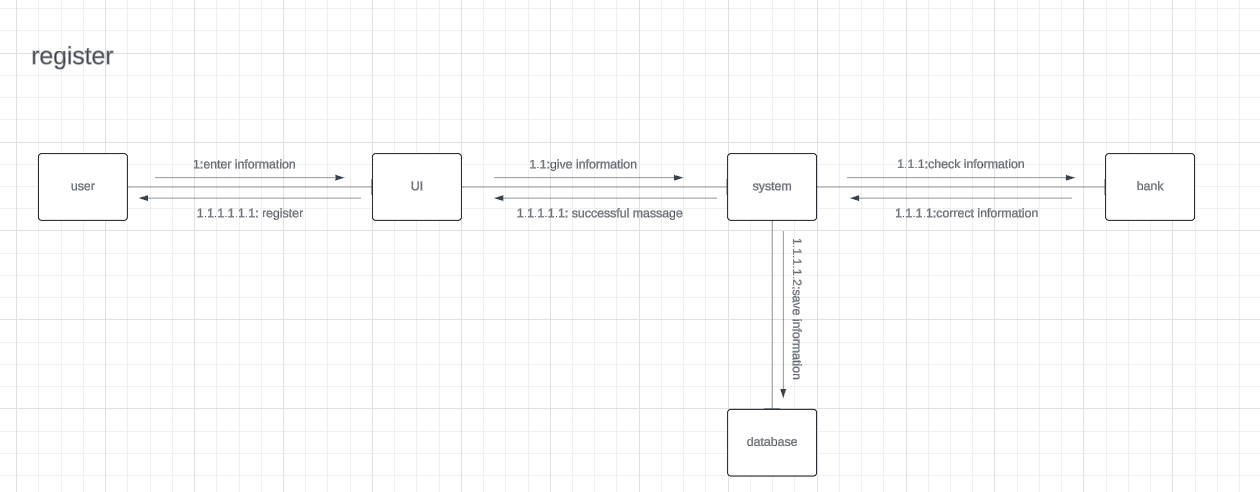 register
1:enter information
1.1:give information
1.1.1:check information
user
UI
system
bank
1.1.1.1.1.1: register
1.1.1.1.1: successful massage
1.1.1.1:correct information
1.1.1.1.2:save information
database